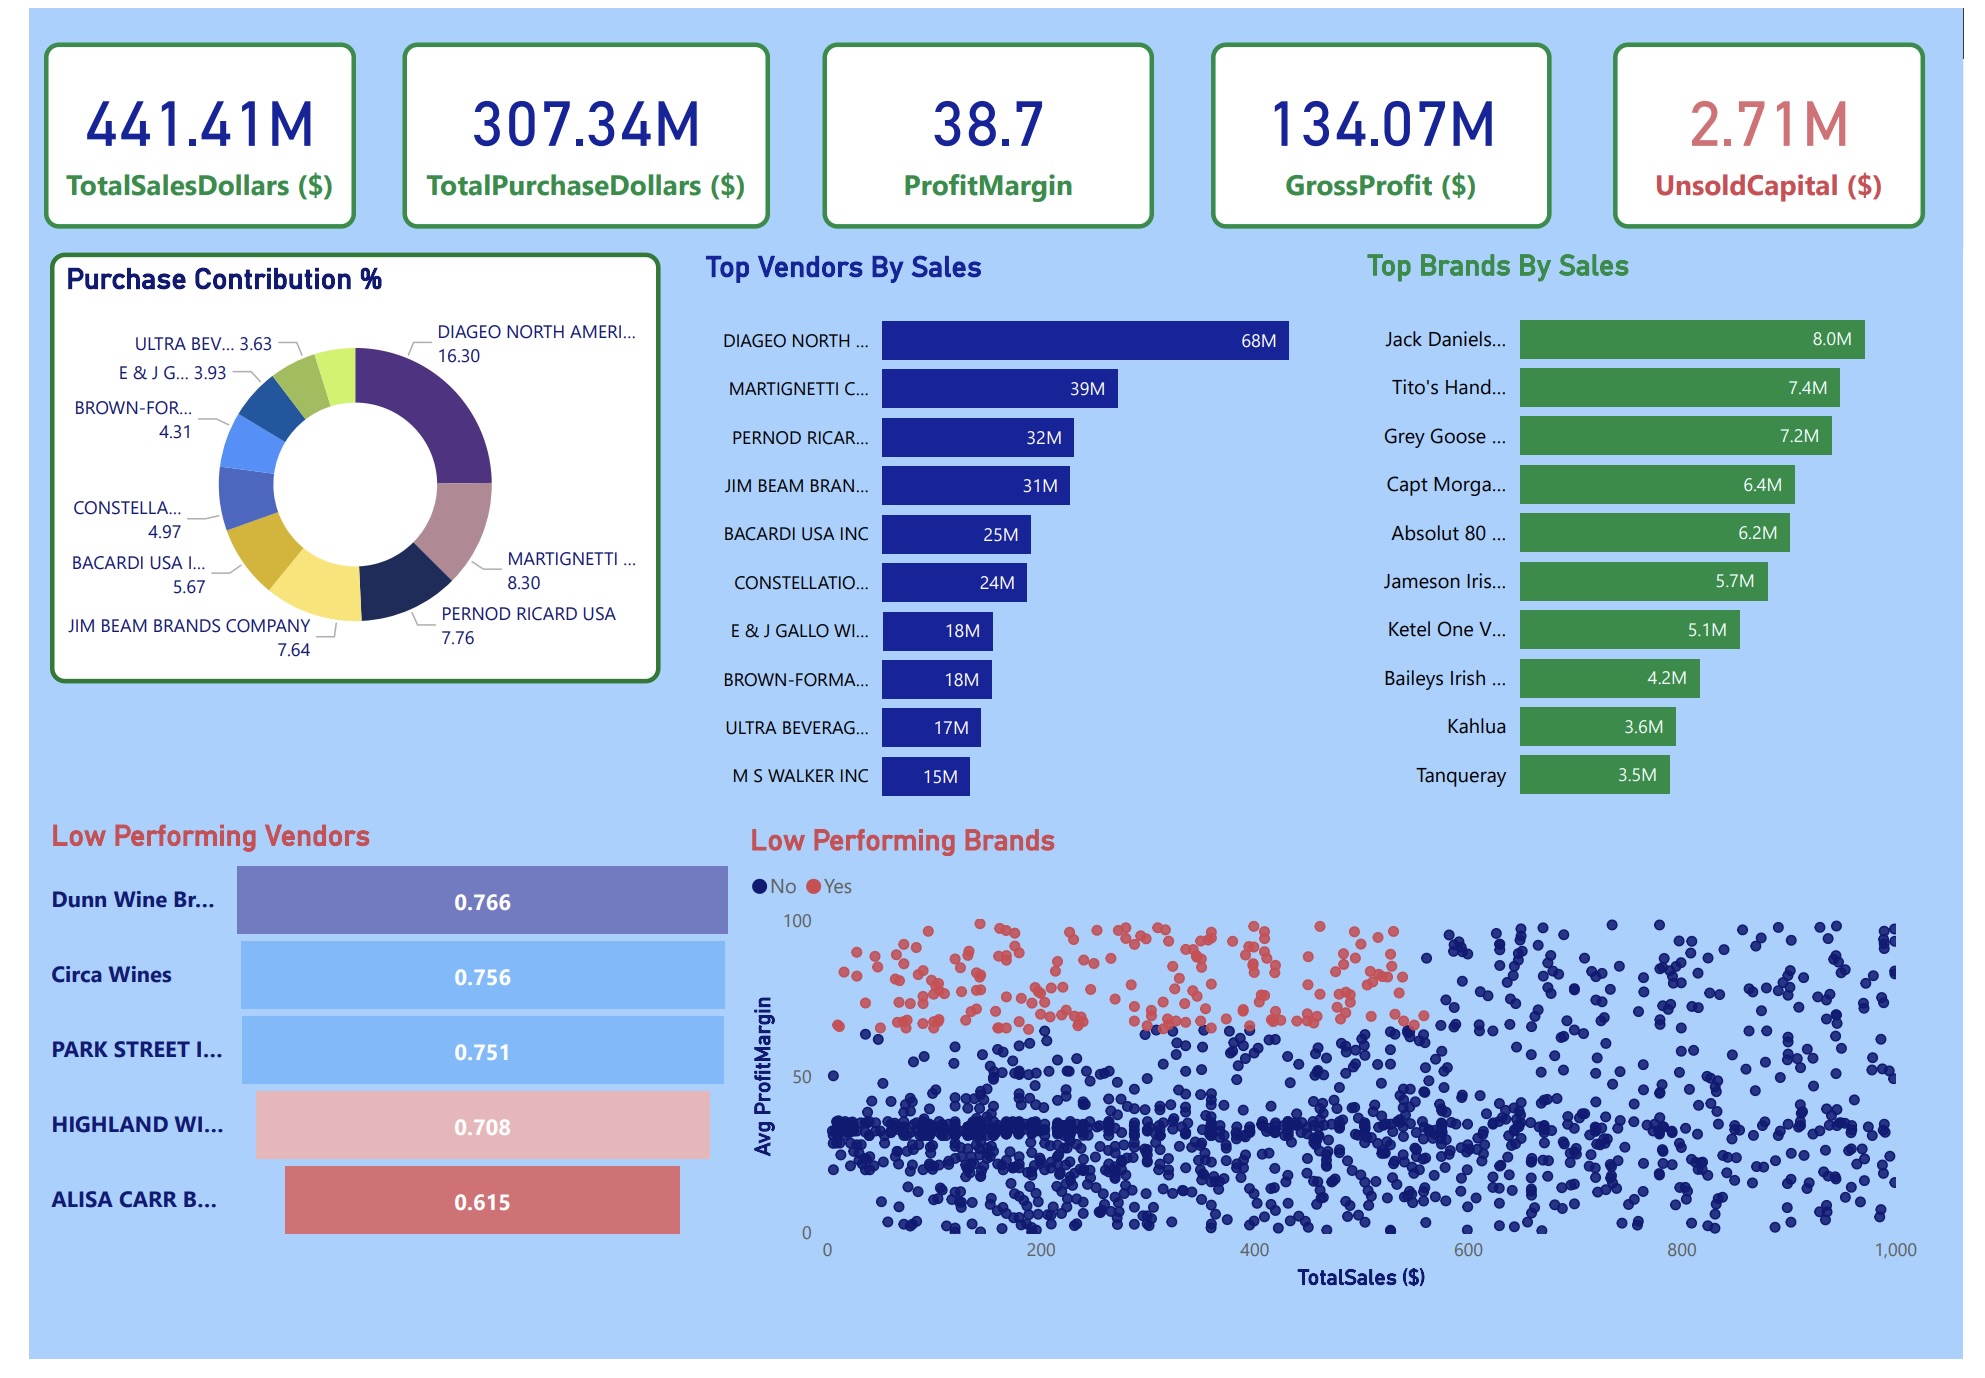 441.41M
TotalSalesDollars ($)
307.34M
TotalPurchaseDollars ($)
38.7
ProfitMargin
134.07M
GrossProfit ($)
2.71M
UnsoldCapital ($)
Purchase Contribution %
DIAGEO NORTH AMERI...
16.30
MARTIGNETTI ...
8.30
PERNOD RICARD USA
7.76
JIM BEAM BRANDS COMPANY
7.64
BACARDI USA I...
5.67
CONSTELLA...
4.97
BROWN-FOR...
4.31
E & J G... 3.93
ULTRA BEV... 3.63
Top Vendors By Sales
DIAGEO NORTH ... 68M
MARTIGNETTI C... 39M
PERNOD RICAR... 32M
JIM BEAM BRAN... 31M
BACARDI USA INC 25M
CONSTELLATIO... 24M
E & J GALLO WI... 18M
BROWN-FORMA... 18M
ULTRA BEVERAG... 17M
M S WALKER INC 15M
Top Brands By Sales
Jack Daniels... 8.0M
Tito's Hand... 7.4M
Grey Goose ... 7.2M
Capt Morga... 6.4M
Absolut 80 ... 6.2M
Jameson Iris... 5.7M
Ketel One V... 5.1M
Baileys Irish ... 4.2M
Kahlua 3.6M
Tanqueray 3.5M
Low Performing Vendors
Dunn Wine Br... 0.766
Circa Wines 0.756
PARK STREET I... 0.751
HIGHLAND WI... 0.708
ALISA CARR B... 0.615
Low Performing Brands
No Yes
100
50
0
Avg ProfitMargin
0 200 400 600 800 1,000
TotalSales ($)